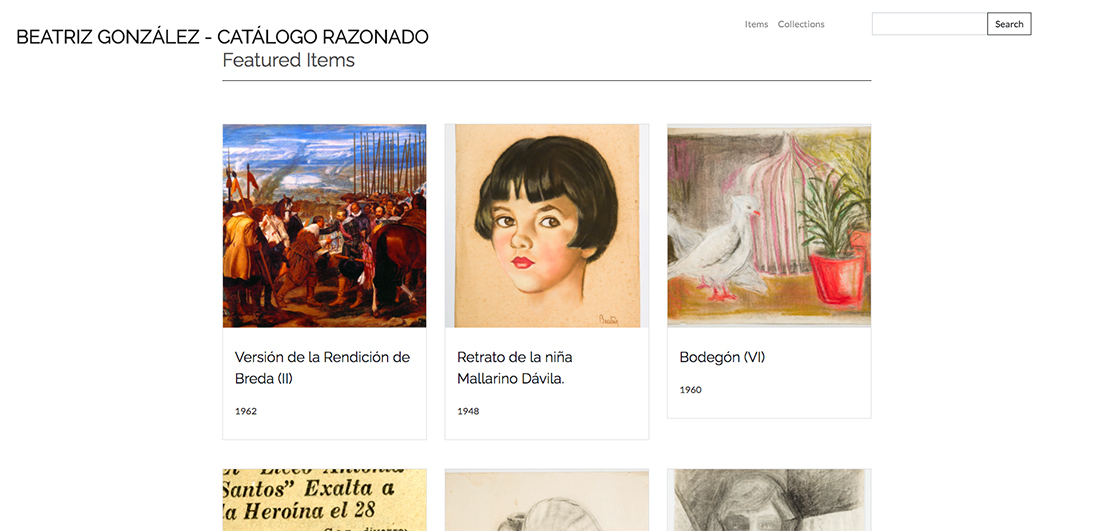 BEATRIZ GONZÁLEZ - CATÁLOGO RAZONADO
Items
Collections
Search
Featured Items
Versión de la Rendición de
Breda (II)
1962
Retrato de la niña
Mallarino Dávila.
1948
Bodegón (VI)
1960
El "Liceo Antonia
Santos" Exalta a
la Heroína el 28